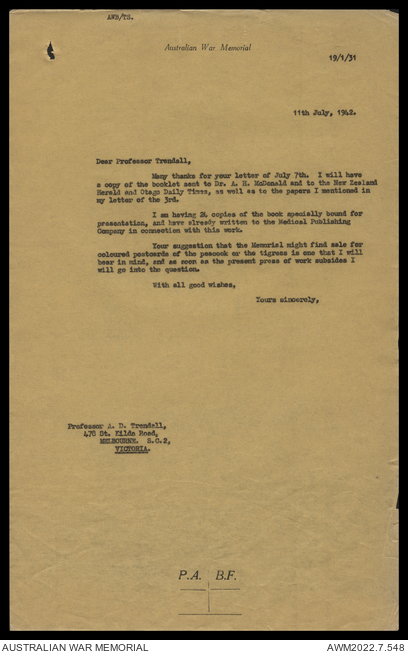 AWB/TS.
Australian War Memorial
19/1/31
11th July, 1942.
Dear Professor Trendall,
Many thanks for your letter of July 7th. I will have
a copy of the booklet sent to Dr. A. H. McDonald and to the New Zealand
Herald and Otago Daily Times, as well as to the papers I mentioned in
my letter of the 3rd.
I am having 24 copies of the book specially bound for
presentation, and have already written to the Medical Publishing
Company in connection with this work.
Your suggestion that the Memorial might find sale for
coloured postcards of the peacock or the tigress is one that I will
bear in mind, and as soon as the present press of work subsides I
will go into the question.
With all good wishes,
Yours sincerely,
Professor A. D. Trendall,
478 St. Kilda Road,
MELBOURNE. S.C.2,
VICTORIA.
P.A. B.F.
AUSTRALIAN WAR MEMORIAL
AWM2022.7.548